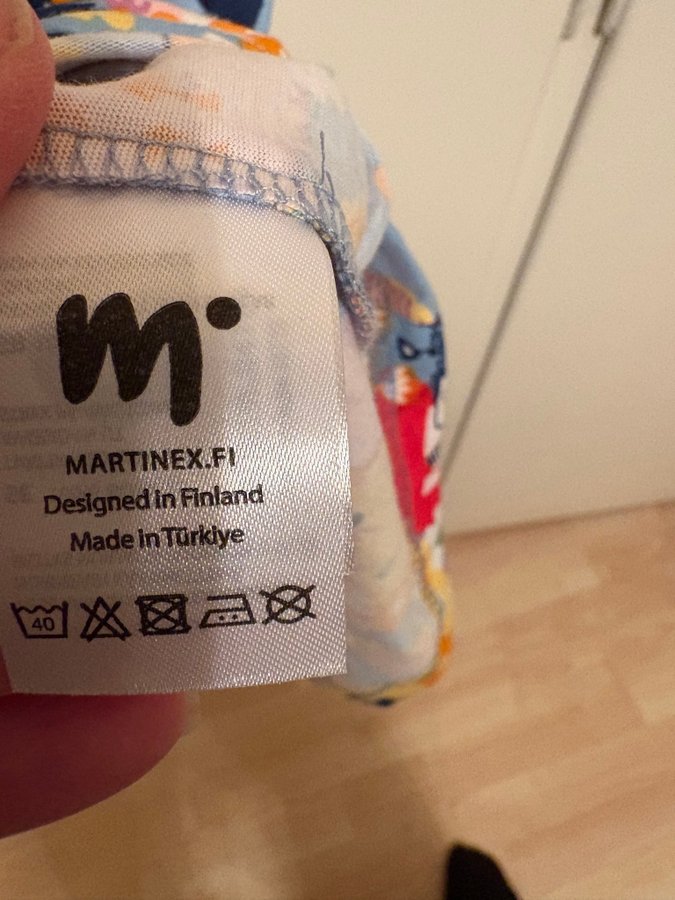 m
MARTINEX.FI
Designed in Finland
Made in Türkiye
40